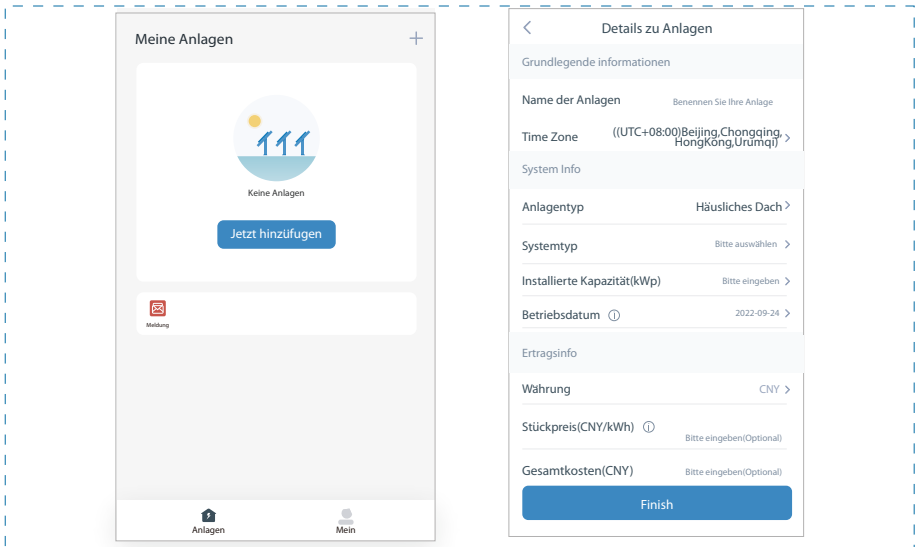 Meine Anlagen
Keine Anlagen
Jetzt hinzufügen
Meldung
Anlagen
Mein
Details zu Anlagen
Grundlegende informationen
Name der Anlagen Benennen Sie Ihre Anlage
Time Zone ((UTC+08:00)Beijing,Chongqing,
HongKong,Urumqi)
System Info
Anlagentyp Häusliches Dach
Systemtyp Bitte auswählen
Installierte Kapazität(kWp) Bitte eingeben
Betriebsdatum 2022-09-24
Ertragsinfo
Währung CNY
Stückpreis(CNY/kWh)
Bitte eingeben(Optional)
Gesamtkosten(CNY) Bitte eingeben(Optional)
Finish